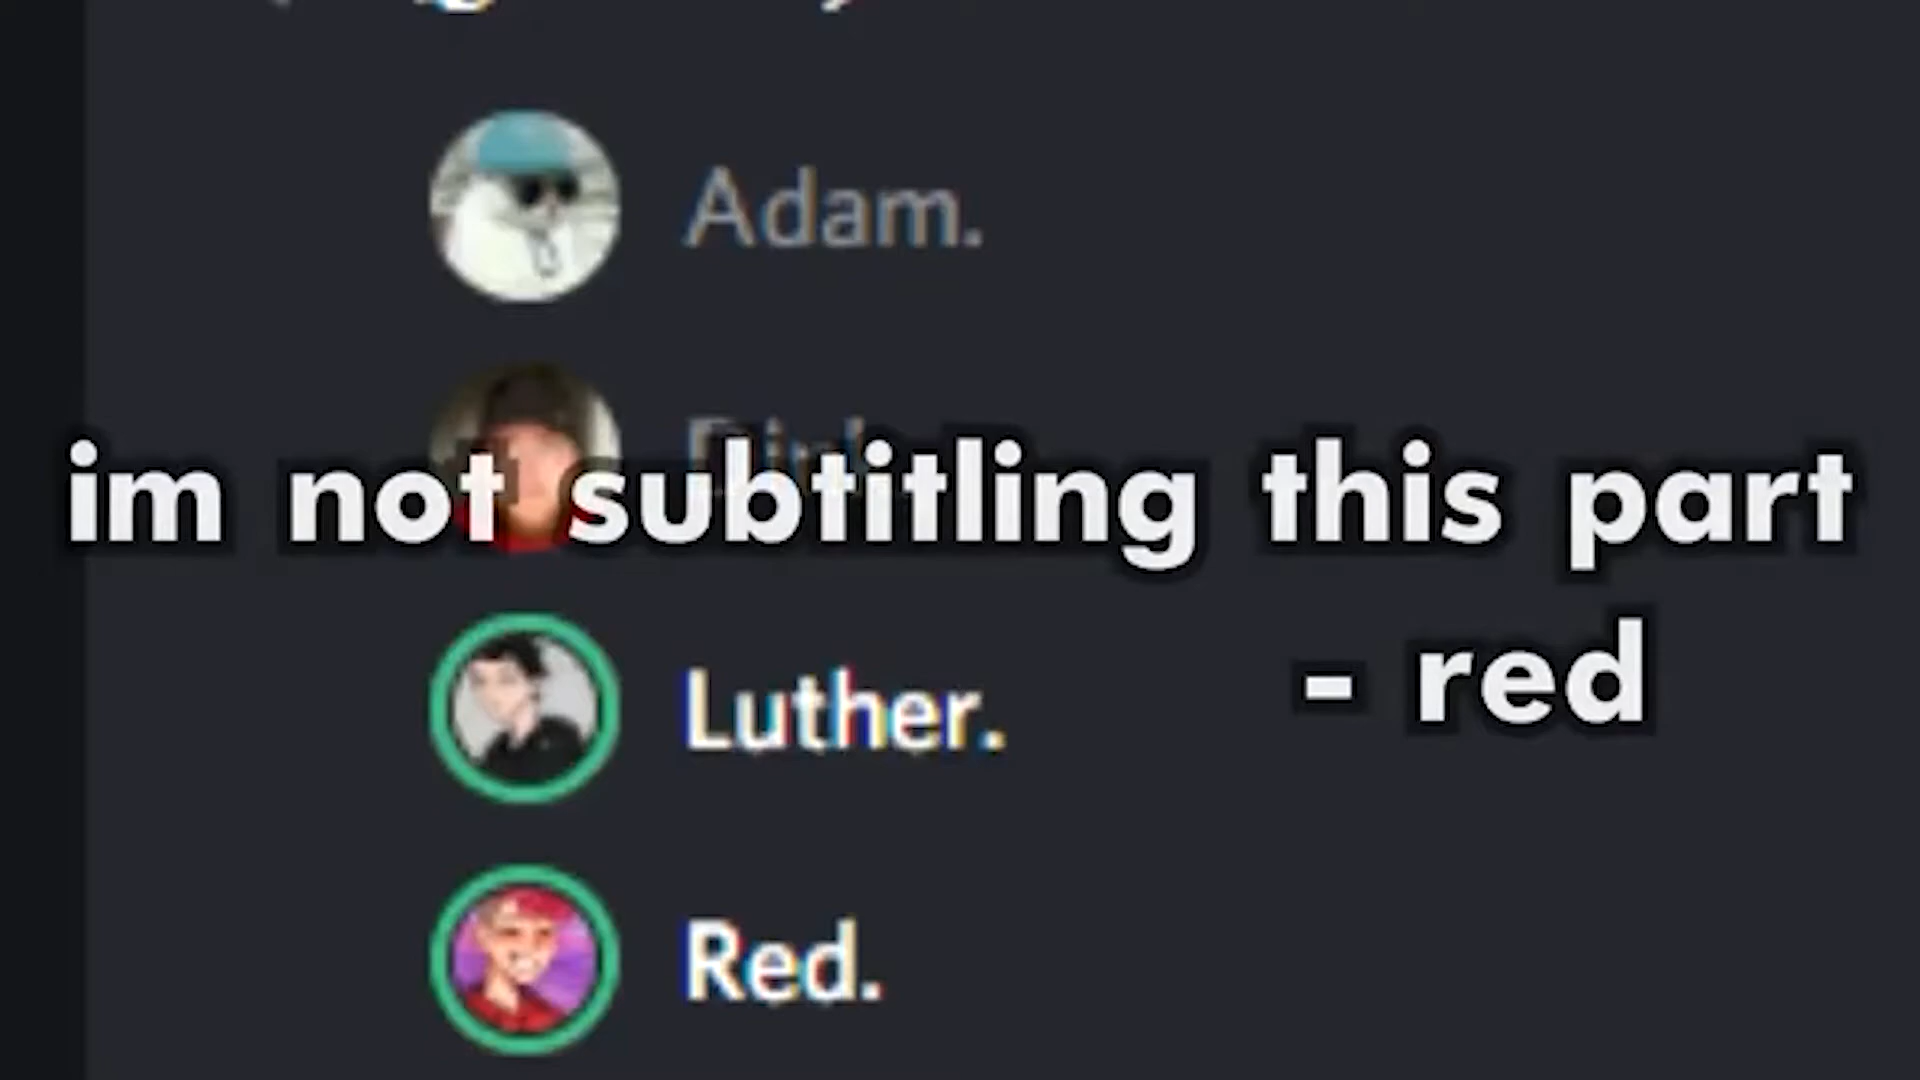 Adam.
im not subtitling this part
- red
Luther.
Red.